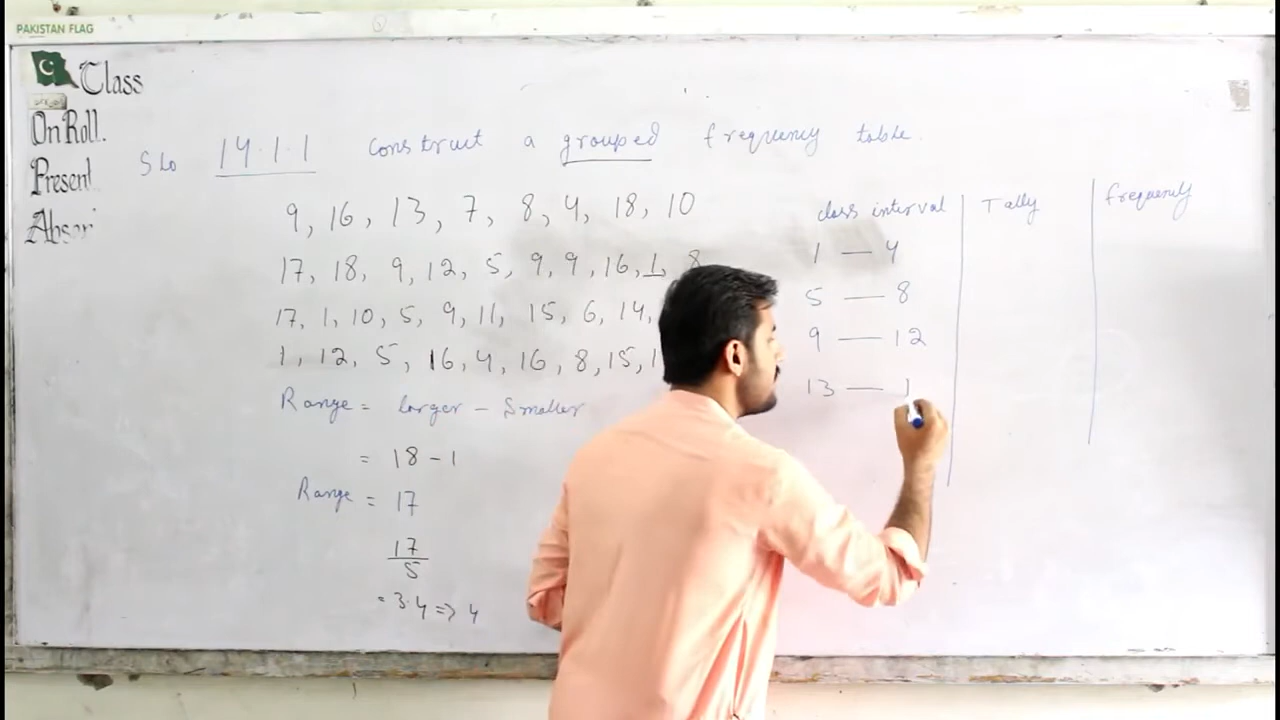 PAKISTAN FLAG
Class
On Roll.
Present
Absen
Slo 14.1.1 construct a grouped frequency table.
9, 16, 13, 7, 8, 4, 18, 10
17, 18, 9, 12, 5, 9, 9, 16, 1, 8
17, 1, 10, 5, 9, 11, 15, 6, 14,
1, 12, 5, 16, 4, 16, 8, 15, 1
Range = larger - Smaller
= 18 - 1
Range = 17
17
5
= 3.4 => 4
class interval Tally frequency
1 — 4
5 — 8
9 — 12
13 — 1